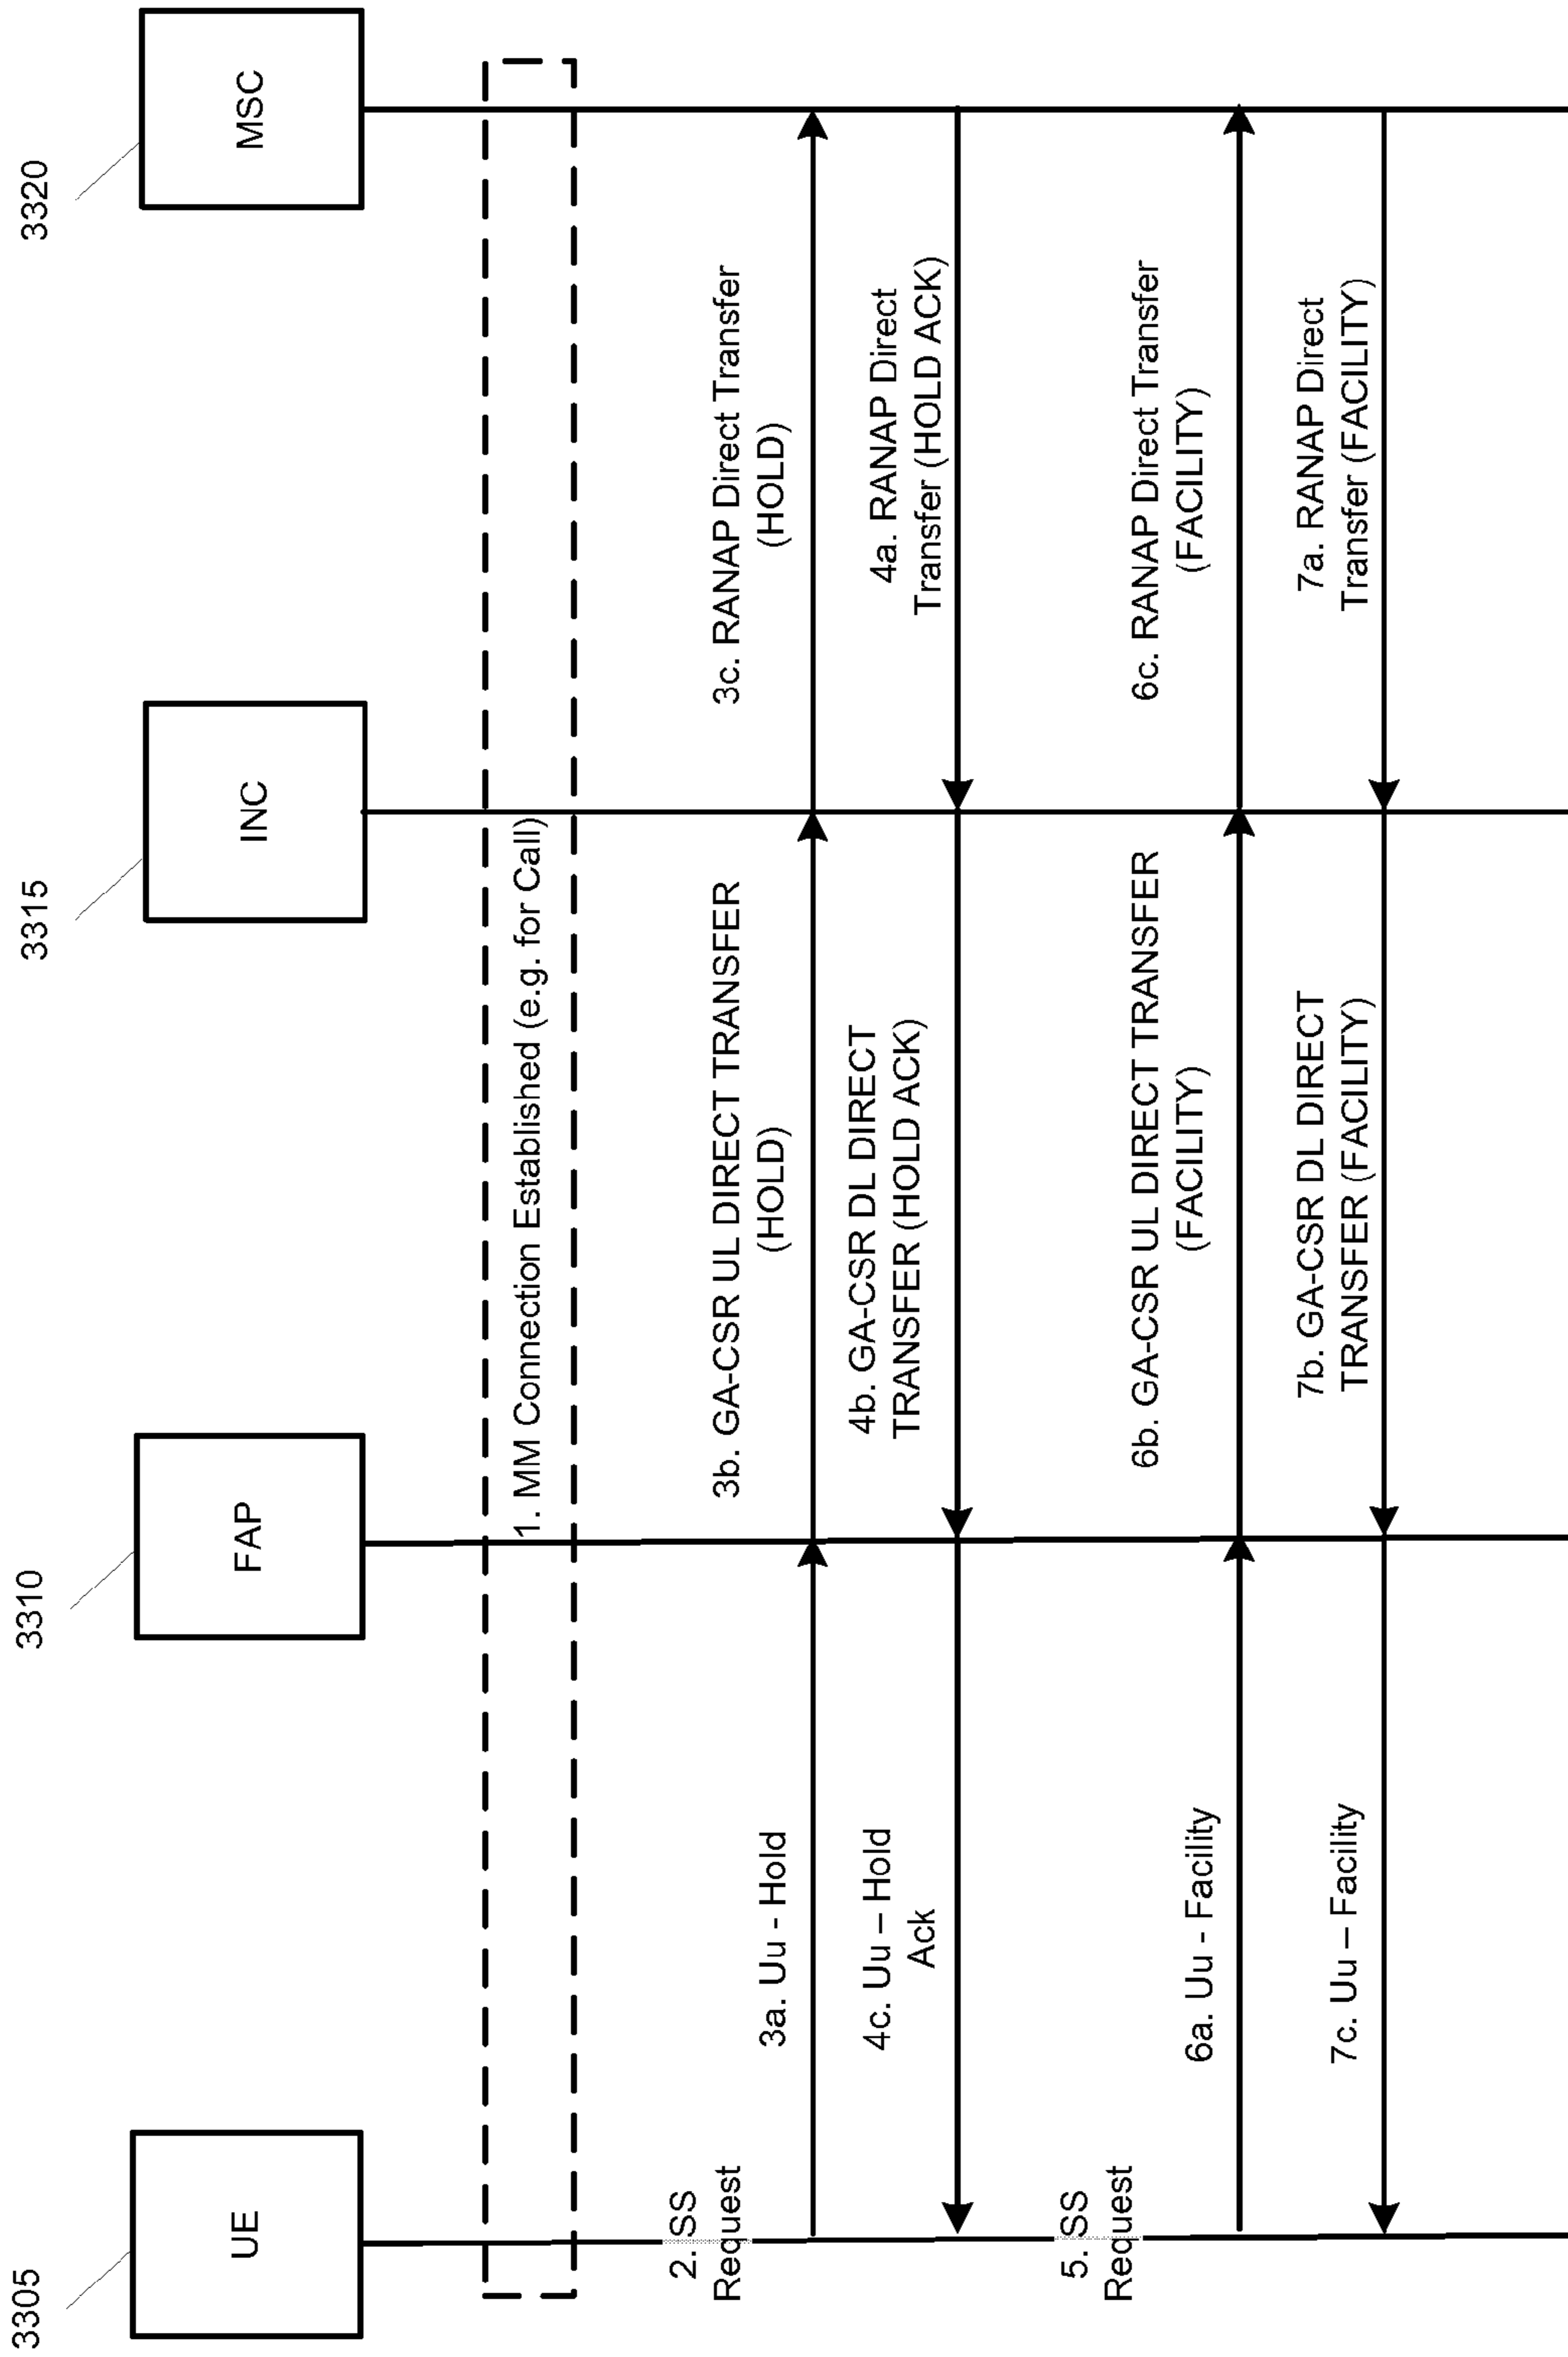 3305
3310
3315
3320
UE
FAP
INC
MSC
1. MM Connection Established (e.g. for Call)
2. SS
Request
3a. Uu - Hold
3b. GA-CSR UL DIRECT TRANSFER
(HOLD)
3c. RANAP Direct Transfer
(HOLD)
4a. RANAP Direct
Transfer (HOLD ACK)
4b. GA-CSR DL DIRECT
TRANSFER (HOLD ACK)
4c. Uu – Hold
Ack
5. SS
Request
6a. Uu - Facility
6b. GA-CSR UL DIRECT TRANSFER
(FACILITY)
6c. RANAP Direct Transfer
(FACILITY)
7a. RANAP Direct
Transfer (FACILITY)
7b. GA-CSR DL DIRECT
TRANSFER (FACILITY)
7c. Uu – Facility